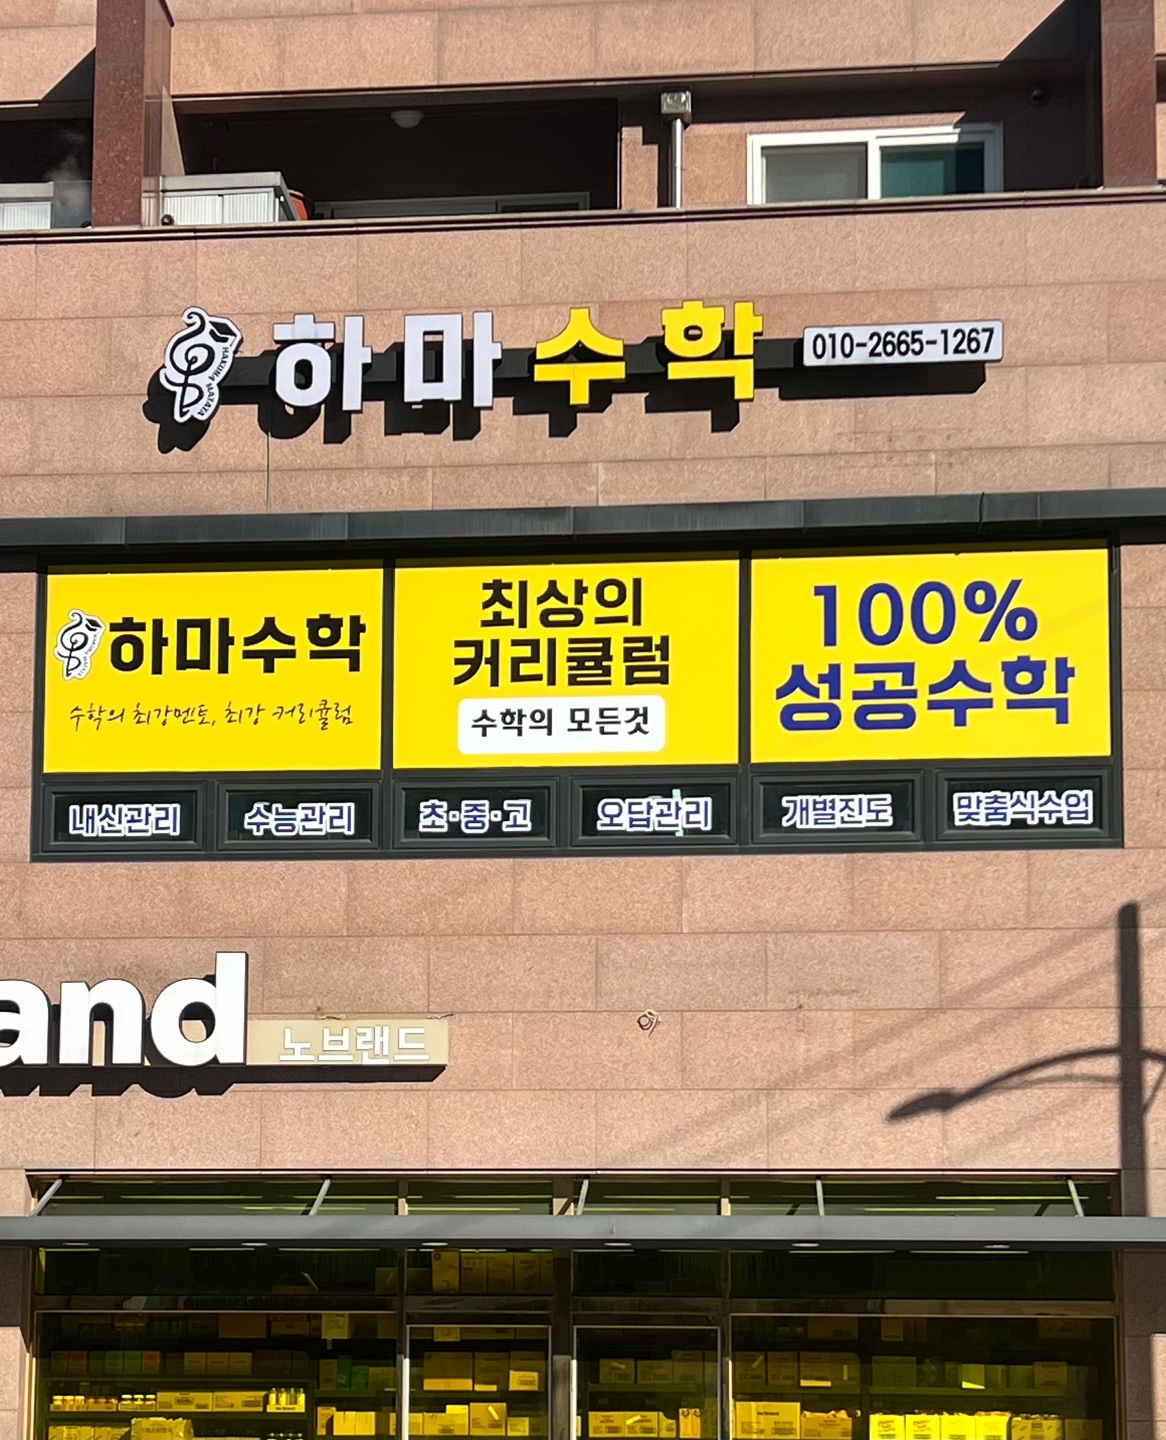 하마수학 010-2665-1267
HAKUNA MATATA
하마수학
수학의 최강멘토, 최강 커리큘럼
최상의
커리큘럼
수학의 모든것
100%
성공수학
내신관리 수능관리 초·중·고 오답관리 개별진도 맞춤식수업
and 노브랜드